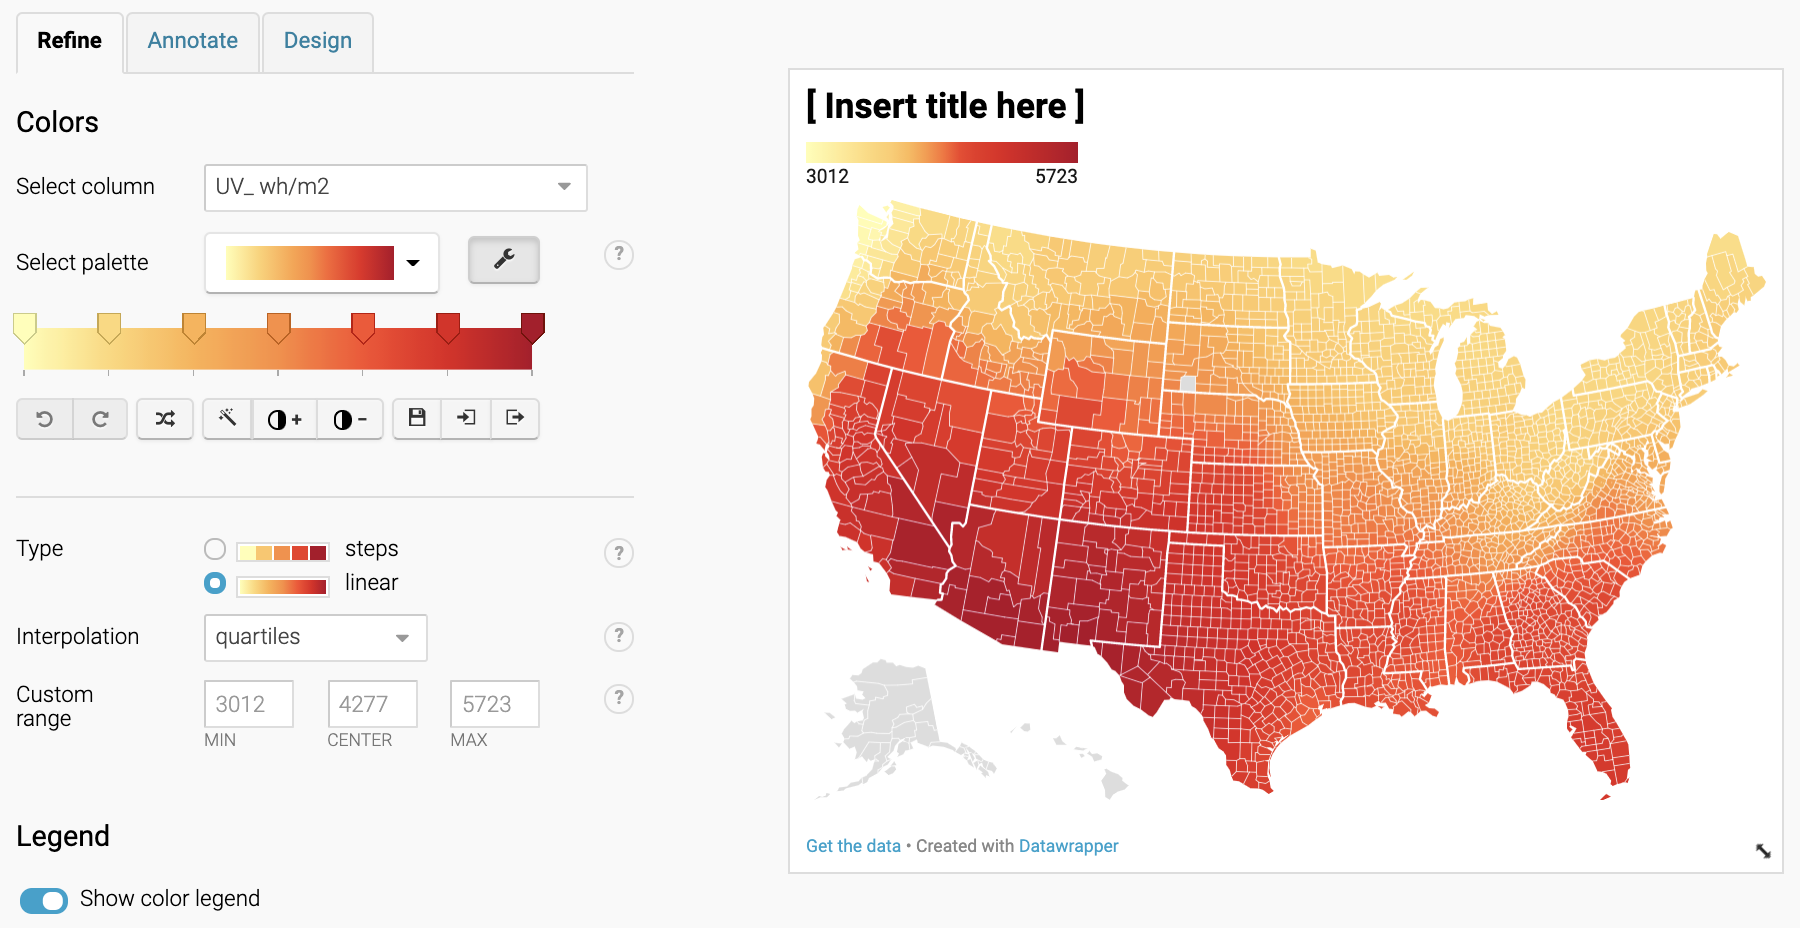 Refine
Annotate
Design
Colors
Select column
UV_ wh/m2
Select palette
?
+
−
Type
steps
?
linear
Interpolation
quartiles
?
Custom
range
3012
4277
5723
?
MIN
CENTER
MAX
Legend
Show color legend
[ Insert title here ]
3012
5723
Get the data • Created with Datawrapper